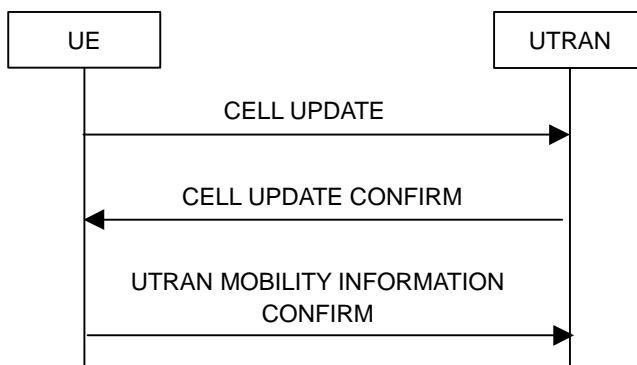 UE
UTRAN
CELL UPDATE
CELL UPDATE CONFIRM
UTRAN MOBILITY INFORMATION
CONFIRM